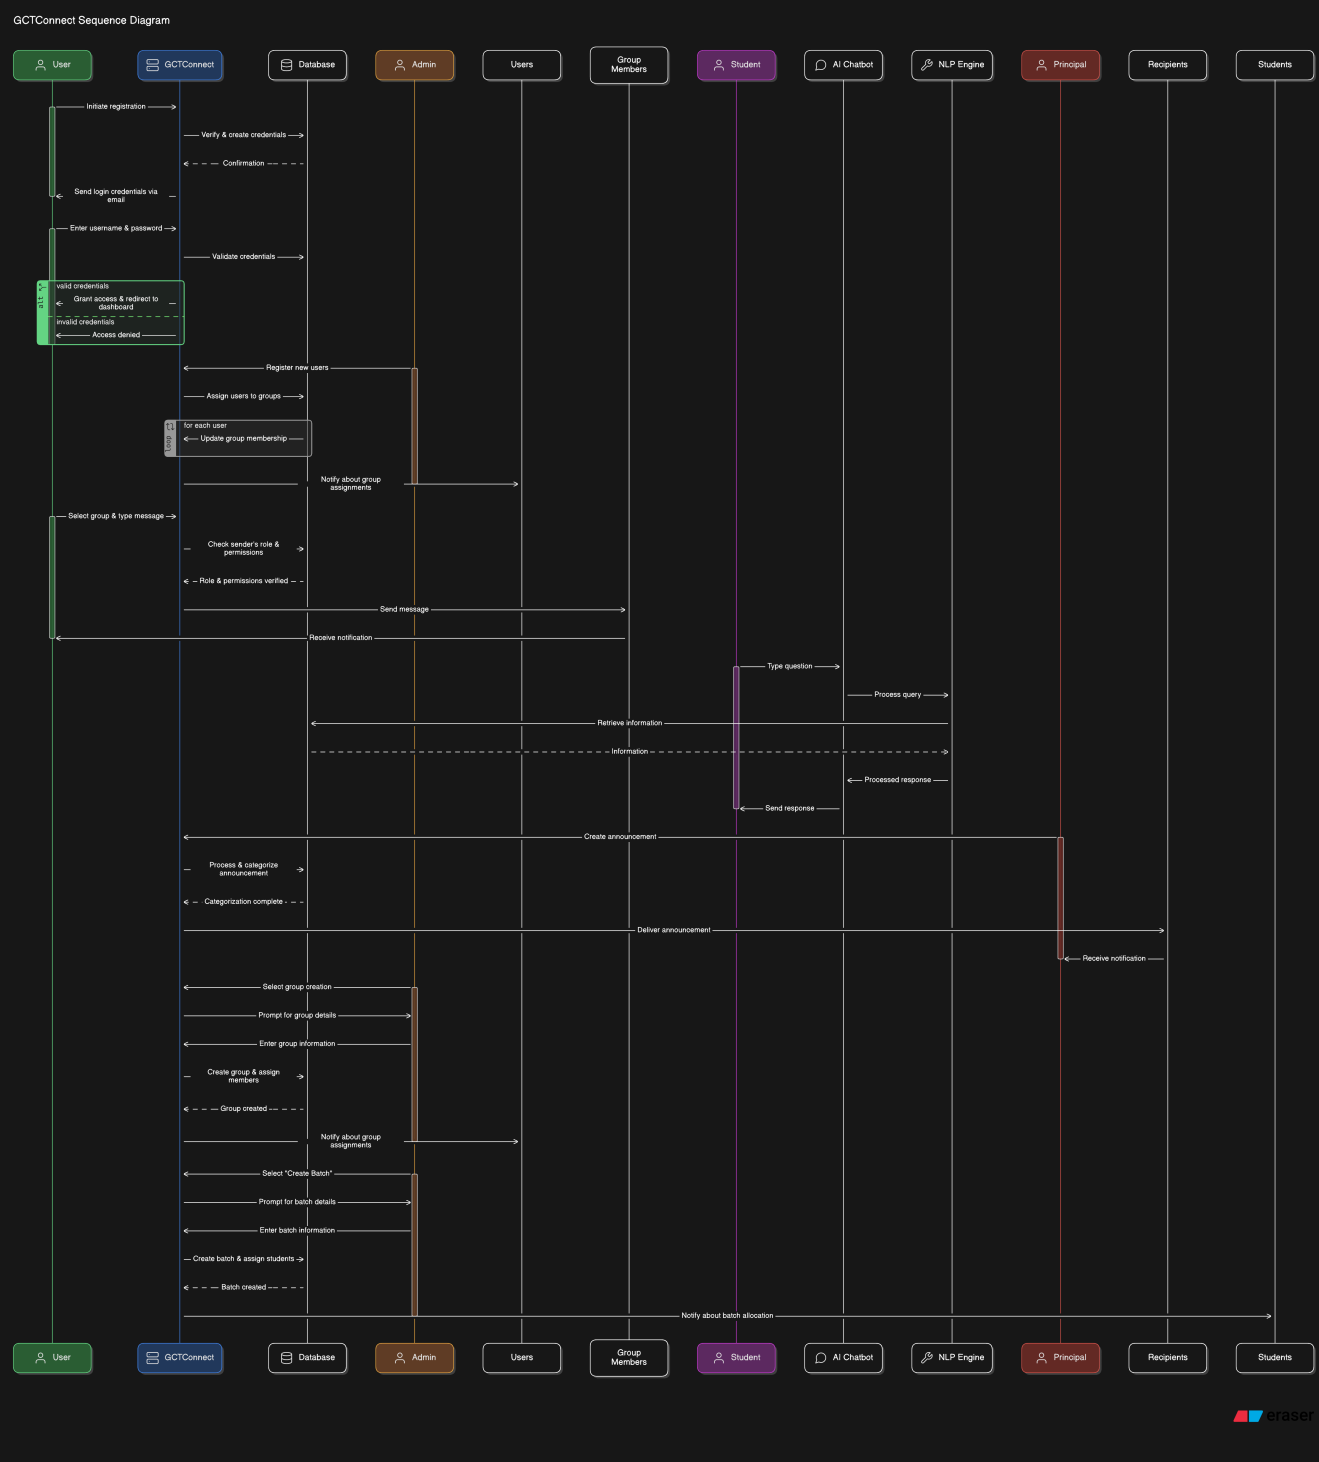 GCTConnect Sequence Diagram
User
GCTConnect
Database
Admin
Users
Group
Members
Student
AI Chatbot
NLP Engine
Principal
Recipients
Students
Initiate registration
Verify & create credentials
Confirmation
Send login credentials via
email
Enter username & password
Validate credentials
alt
valid credentials
Grant access & redirect to
dashboard
invalid credentials
Access denied
Register new users
Assign users to groups
Loop
for each user
Update group membership
Notify about group
assignments
Select group & type message
Check sender's role &
permissions
Role & permissions verified
Send message
Receive notification
Type question
Process query
Retrieve information
Information
Processed response
Send response
Create announcement
Process & categorize
announcement
Categorization complete
Deliver announcement
Receive notification
Select group creation
Prompt for group details
Enter group information
Create group & assign
members
Group created
Notify about group
assignments
Select "Create Batch"
Prompt for batch details
Enter batch information
Create batch & assign students
Batch created
Notify about batch allocation
User
GCTConnect
Database
Admin
Users
Group
Members
Student
AI Chatbot
NLP Engine
Principal
Recipients
Students
eraser